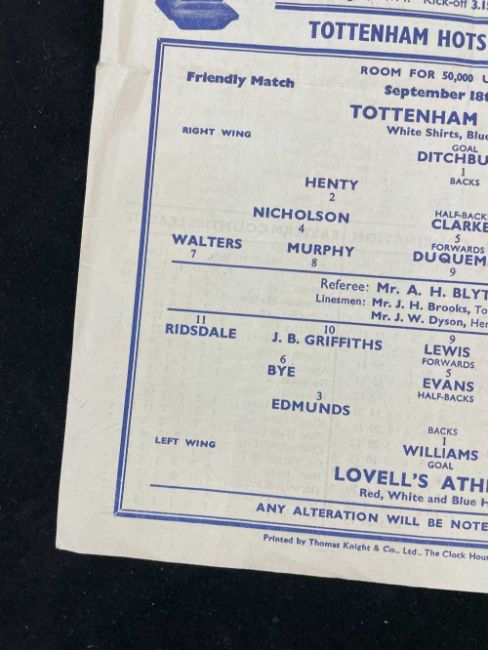 Kick-off 3.15
TOTTENHAM HOTS
ROOM FOR 50,000 U
Friendly Match
September 18th
TOTTENHAM
White Shirts, Blue
RIGHT WING
GOAL
DITCHBU
1
BACKS
HENTY
2
NICHOLSON
4
HALF-BACKS
CLARKE
5
WALTERS
7
MURPHY
8
FORWARDS
DUQUEM
9
Referee: Mr. A. H. BLYT
Linesmen: Mr. J. H. Brooks, To
Mr. J. W. Dyson, Her
11
RIDSDALE
10
J. B. GRIFFITHS
9
LEWIS
FORWARDS
6
BYE
5
EVANS
HALF-BACKS
3
EDMUNDS
BACKS
1
WILLIAMS
GOAL
LEFT WING
LOVELL'S ATH
Red, White and Blue H
ANY ALTERATION WILL BE NOTE
Printed by Thomas Knight & Co., Ltd., The Clock Hou